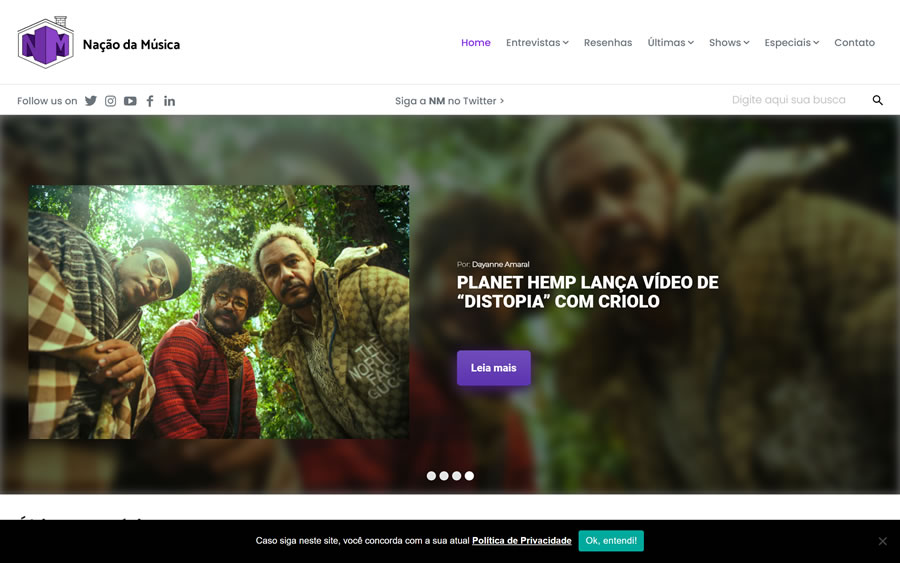 NM
Nação da Música
Home
Entrevistas
Resenhas
Últimas
Shows
Especiais
Contato
Follow us on
Siga a NM no Twitter
Digite aqui sua busca
Por: Dayanne Amaral
PLANET HEMP LANÇA VÍDEO DE
“DISTOPIA” COM CRIOLO
Leia mais
THE
NORTH
FACE
GUCCI
Caso siga neste site, você concorda com a sua atual Política de Privacidade
Ok, entendi!